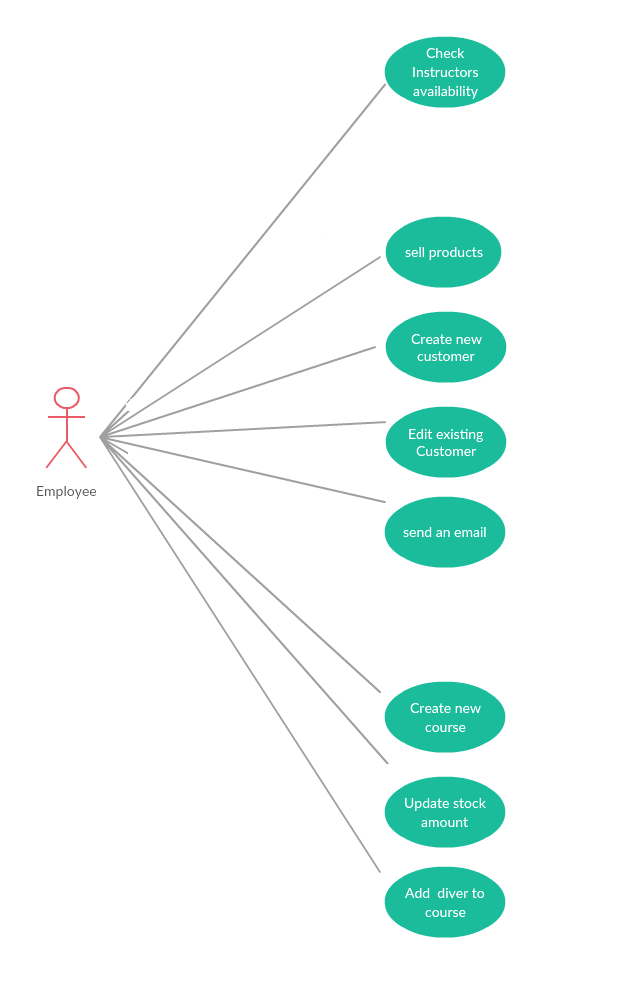 Check
Instructors
availability
sell products
Create new
customer
Edit existing
Customer
Employee
send an email
Create new
course
Update stock
amount
Add  diver to
course